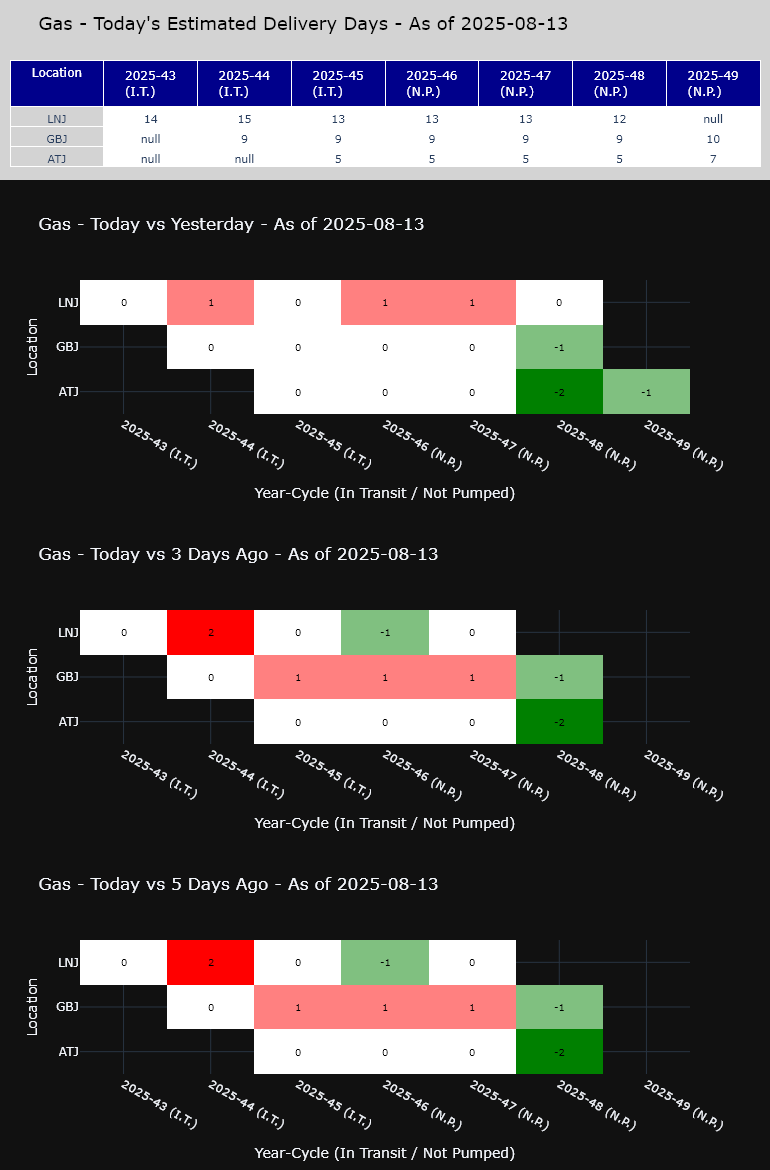 Gas - Today's Estimated Delivery Days - As of 2025-08-13
Location 2025-43 (I.T.) 2025-44 (I.T.) 2025-45 (I.T.) 2025-46 (N.P.) 2025-47 (N.P.) 2025-48 (N.P.) 2025-49 (N.P.)
LNJ 14 15 13 13 13 12 null
GBJ null 9 9 9 9 9 10
ATJ null null 5 5 5 5 7
Gas - Today vs Yesterday - As of 2025-08-13
Location
LNJ 0 1 0 1 1 0
GBJ 0 0 0 0 -1
ATJ 0 0 0 -2 -1
2025-43 (I.T.) 2025-44 (I.T.) 2025-45 (I.T.) 2025-46 (N.P.) 2025-47 (N.P.) 2025-48 (N.P.) 2025-49 (N.P.)
Year-Cycle (In Transit / Not Pumped)
Gas - Today vs 3 Days Ago - As of 2025-08-13
Location
LNJ 0 2 0 -1 0
GBJ 0 1 1 1 -1
ATJ 0 0 0 -2
2025-43 (I.T.) 2025-44 (I.T.) 2025-45 (I.T.) 2025-46 (N.P.) 2025-47 (N.P.) 2025-48 (N.P.) 2025-49 (N.P.)
Year-Cycle (In Transit / Not Pumped)
Gas - Today vs 5 Days Ago - As of 2025-08-13
Location
LNJ 0 2 0 -1 0
GBJ 0 1 1 1 -1
ATJ 0 0 0 -2
2025-43 (I.T.) 2025-44 (I.T.) 2025-45 (I.T.) 2025-46 (N.P.) 2025-47 (N.P.) 2025-48 (N.P.) 2025-49 (N.P.)
Year-Cycle (In Transit / Not Pumped)